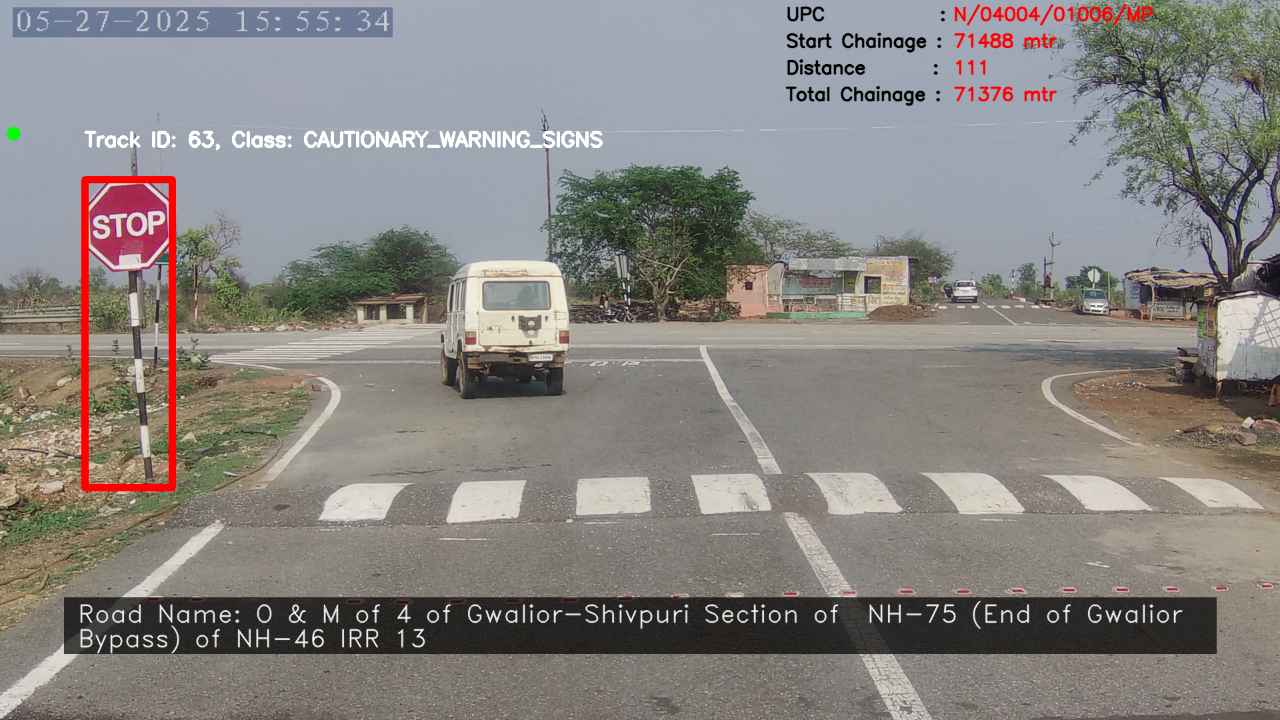 05-27-2025 15:55:34
UPC : N/04004/01006/MP
Start Chainage : 71488 mtr
Distance : 111
Total Chainage : 71376 mtr
Track ID: 63, Class: CAUTIONARY_WARNING_SIGNS
STOP
Road Name: O & M of 4 of Gwalior-Shivpuri Section of NH-75 (End of Gwalior
Bypass) of NH-46 IRR 13